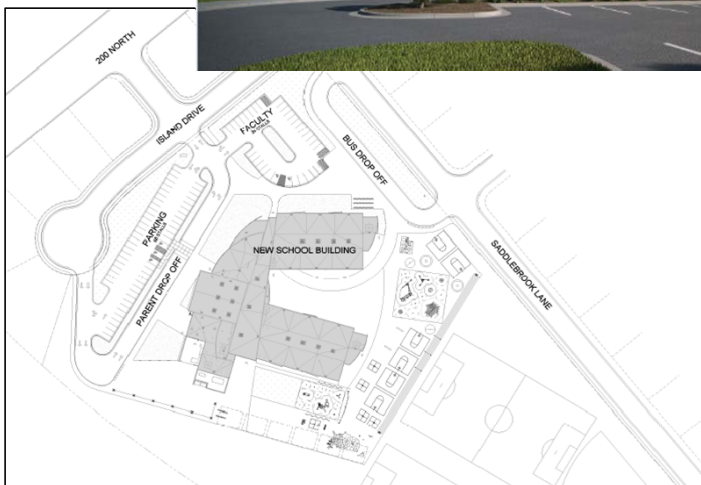 200 NORTH
ISLAND DRIVE
FACULTY
BUS DROP OFF
PARKING
PARENT DROP OFF
NEW SCHOOL BUILDING
SADDLEBROOK LANE